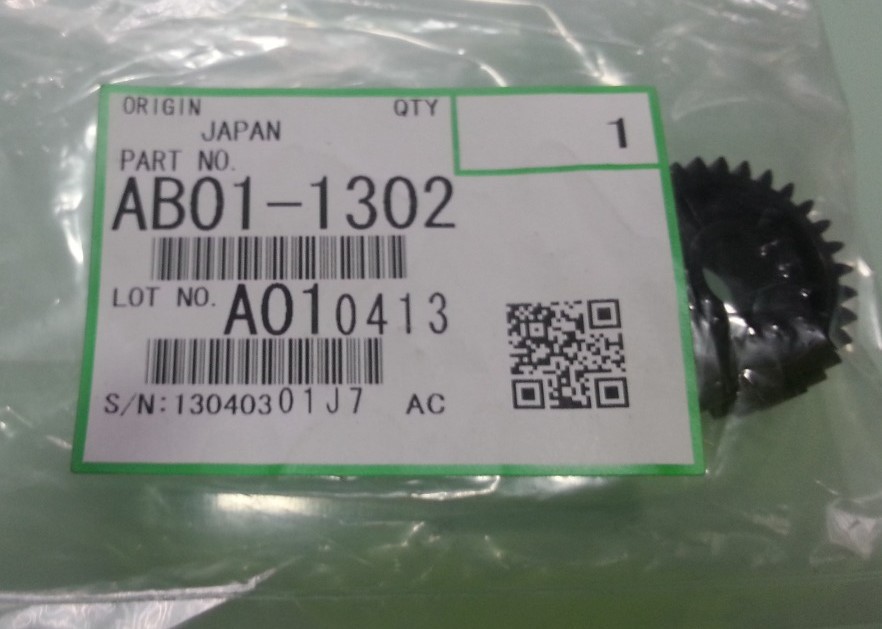 ORIGIN QTY
JAPAN 1
PART NO.
AB01-1302
LOT NO. A010413
S/N:13040301J7 AC